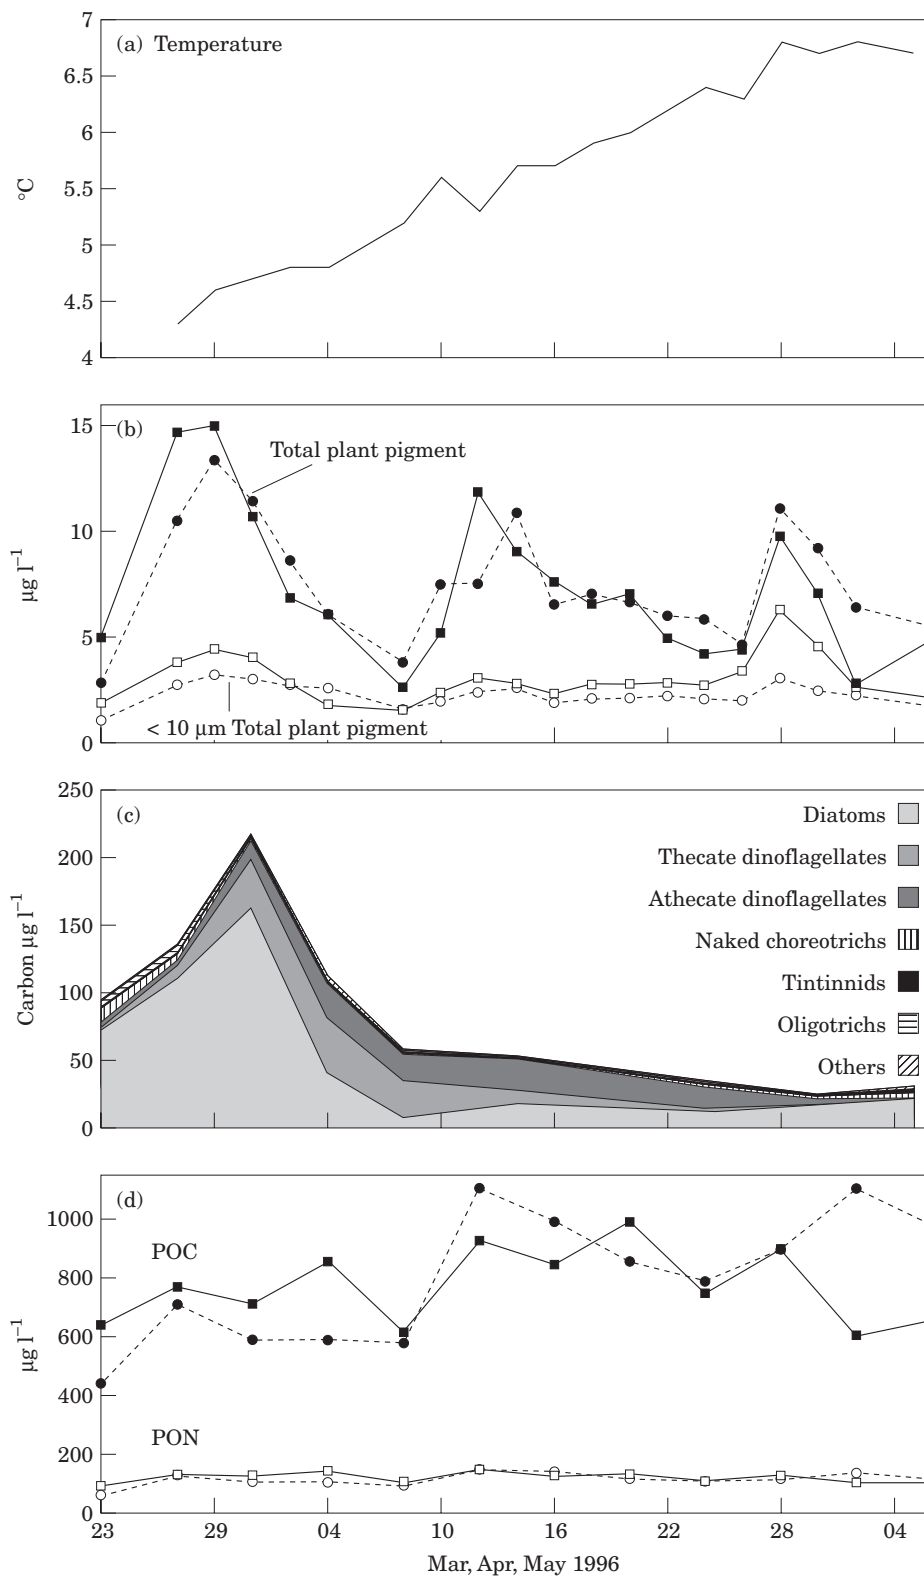 7
(a) Temperature
6.5
6
5.5
°C
5
4.5
4
(b)
15
Total plant pigment
10
µg l⁻¹
5
< 10 µm Total plant pigment
0
250
(c)
Diatoms
200
Thecate dinoflagellates
Athecate dinoflagellates
150
Naked choreotrichs
Carbon µg l⁻¹
100
Tintinnids
Oligotrichs
50
Others
0
(d)
1000
POC
800
µg l⁻¹
600
400
PON
200
0
23 29 04 10 16 22 28 04
Mar, Apr, May 1996